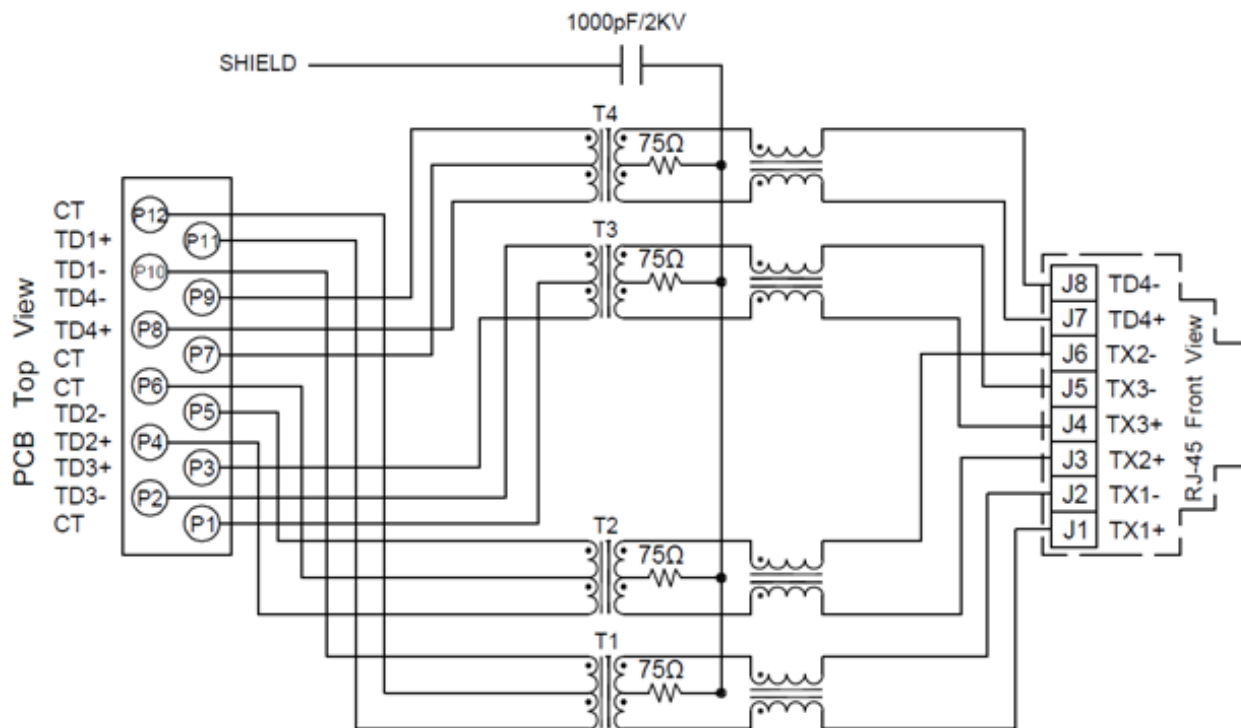 1000pF/2KV
SHIELD
T4
75Ω
T3
75Ω
PCB Top View
CT
TD1+
TD1-
TD4-
TD4+
CT
CT
TD2-
TD2+
TD3+
TD3-
CT
P12
P11
P10
P9
P8
P7
P6
P5
P4
P3
P2
P1
J8 TD4-
J7 TD4+
J6 TX2-
J5 TX3-
J4 TX3+
J3 TX2+
J2 TX1-
J1 TX1+
RJ-45 Front View
T2
75Ω
T1
75Ω